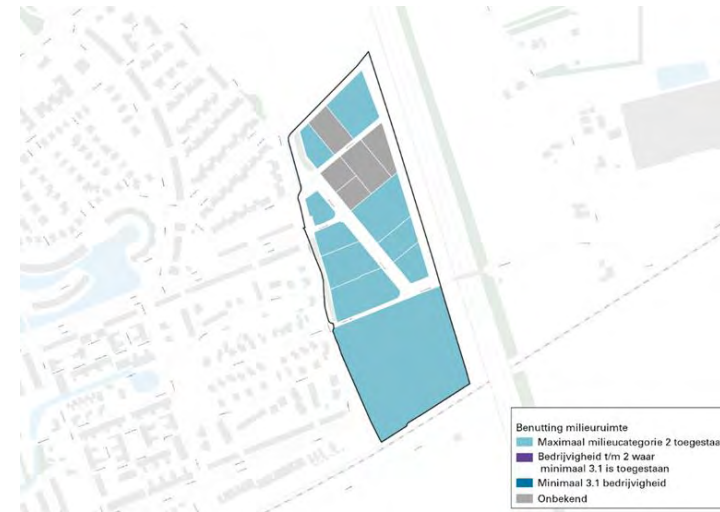 Benutting milieuruimte
Maximaal milieucategorie 2 toegestaa
Bedrijvigheid t/m 2 waar
minimaal 3.1 is toegestaan
Minimaal 3.1 bedrijvigheid
Onbekend